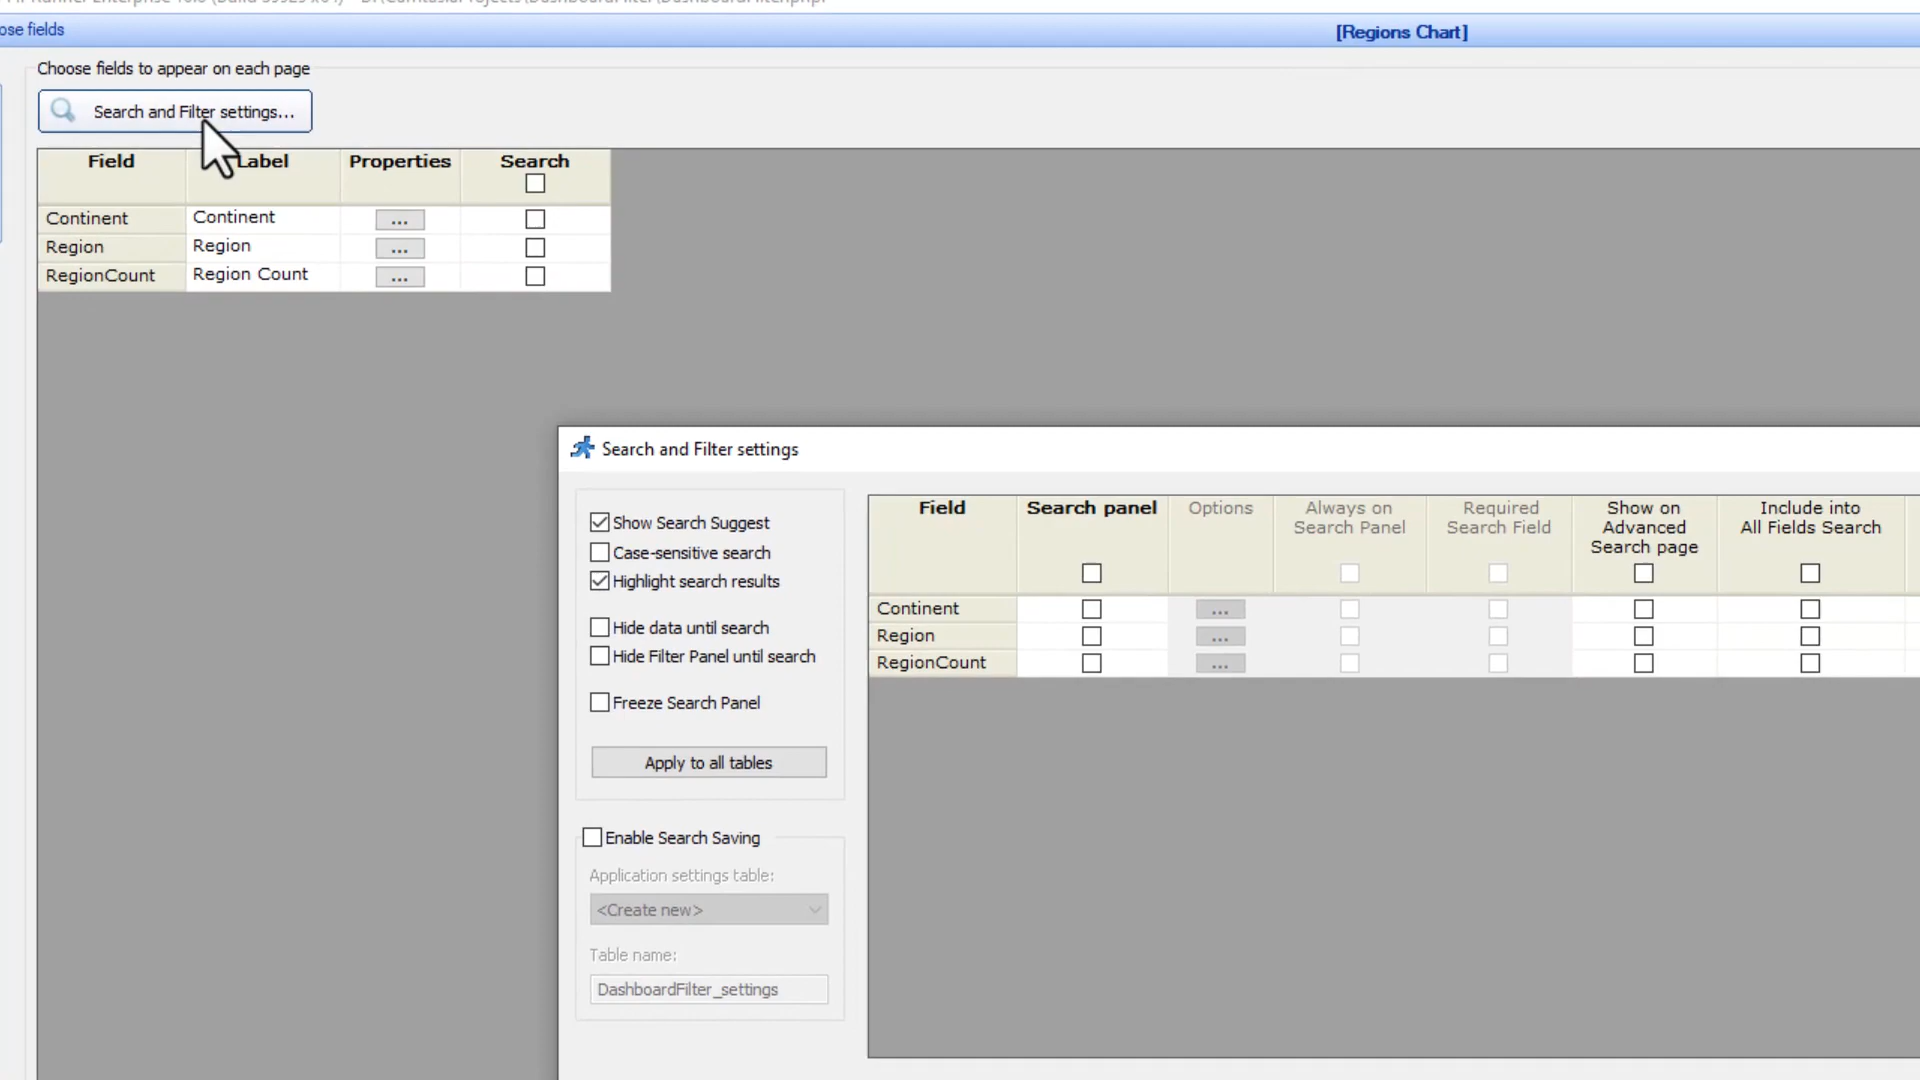 ose fields
[Regions Chart]
Choose fields to appear on each page
Search and Filter settings...
Field Label Properties Search
Continent Continent ...
Region Region ...
RegionCount Region Count ...
Search and Filter settings
Show Search Suggest
Case-sensitive search
Highlight search results
Hide data until search
Hide Filter Panel until search
Freeze Search Panel
Apply to all tables
Enable Search Saving
Application settings table:
<Create new>
Table name:
DashboardFilter_settings
Field Search panel Options Always on Required Show on Include into
Search Panel Search Field Advanced All Fields Search
Search page
Continent ...
Region ...
RegionCount ...